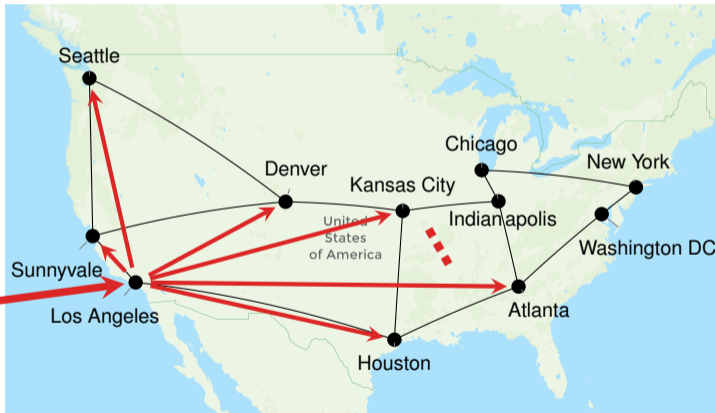 Seattle
Chicago
New York
Denver
Kansas City
Indianapolis
United
States
of America
Washington DC
Sunnyvale
Los Angeles
Atlanta
Houston